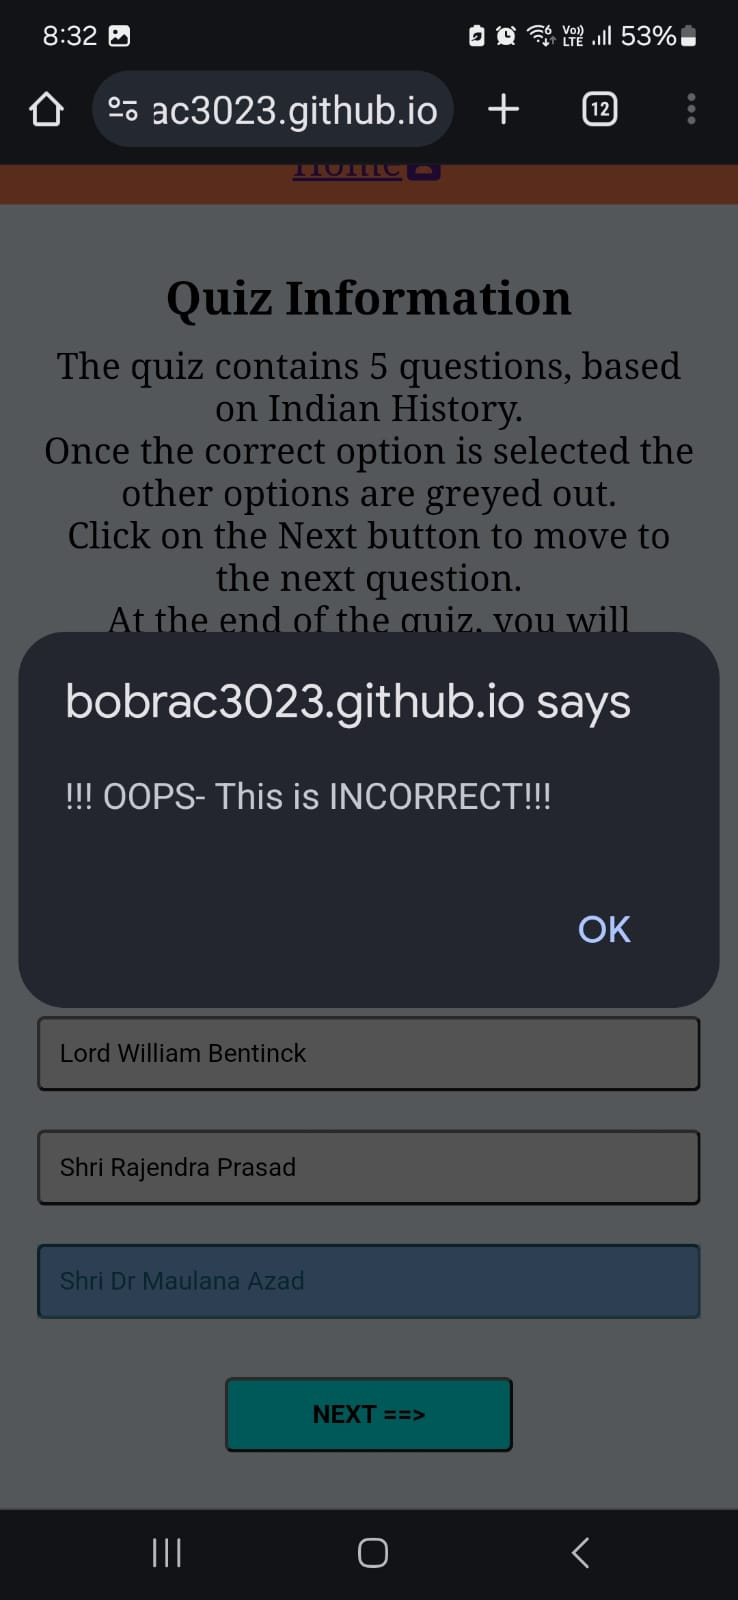 8:32
Vo)) LTE 53%
ac3023.github.io
12
Home
Quiz Information
The quiz contains 5 questions, based
on Indian History.
Once the correct option is selected the
other options are greyed out.
Click on the Next button to move to
the next question.
At the end of the quiz, you will
bobrac3023.github.io says
!!! OOPS- This is INCORRECT!!!
OK
Lord William Bentinck
Shri Rajendra Prasad
Shri Dr Maulana Azad
NEXT ==>